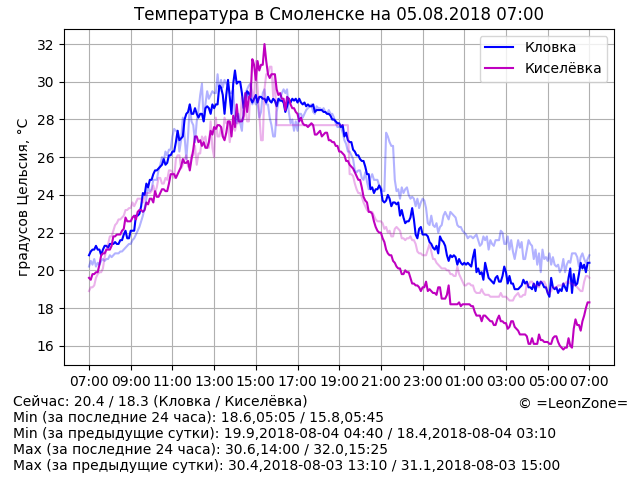 Температура в Смоленске на 05.08.2018 07:00
Кловка
Киселёвка
градусов Цельсия, °C
32
30
28
26
24
22
20
18
16
07:00 09:00 11:00 13:00 15:00 17:00 19:00 21:00 23:00 01:00 03:00 05:00 07:00
Сейчас: 20.4 / 18.3 (Кловка / Киселёвка)
© =LeonZone=
Min (за последние 24 часа): 18.6,05:05 / 15.8,05:45
Min (за предыдущие сутки): 19.9,2018-08-04 04:40 / 18.4,2018-08-04 03:10
Max (за последние 24 часа): 30.6,14:00 / 32.0,15:25
Max (за предыдущие сутки): 30.4,2018-08-03 13:10 / 31.1,2018-08-03 15:00